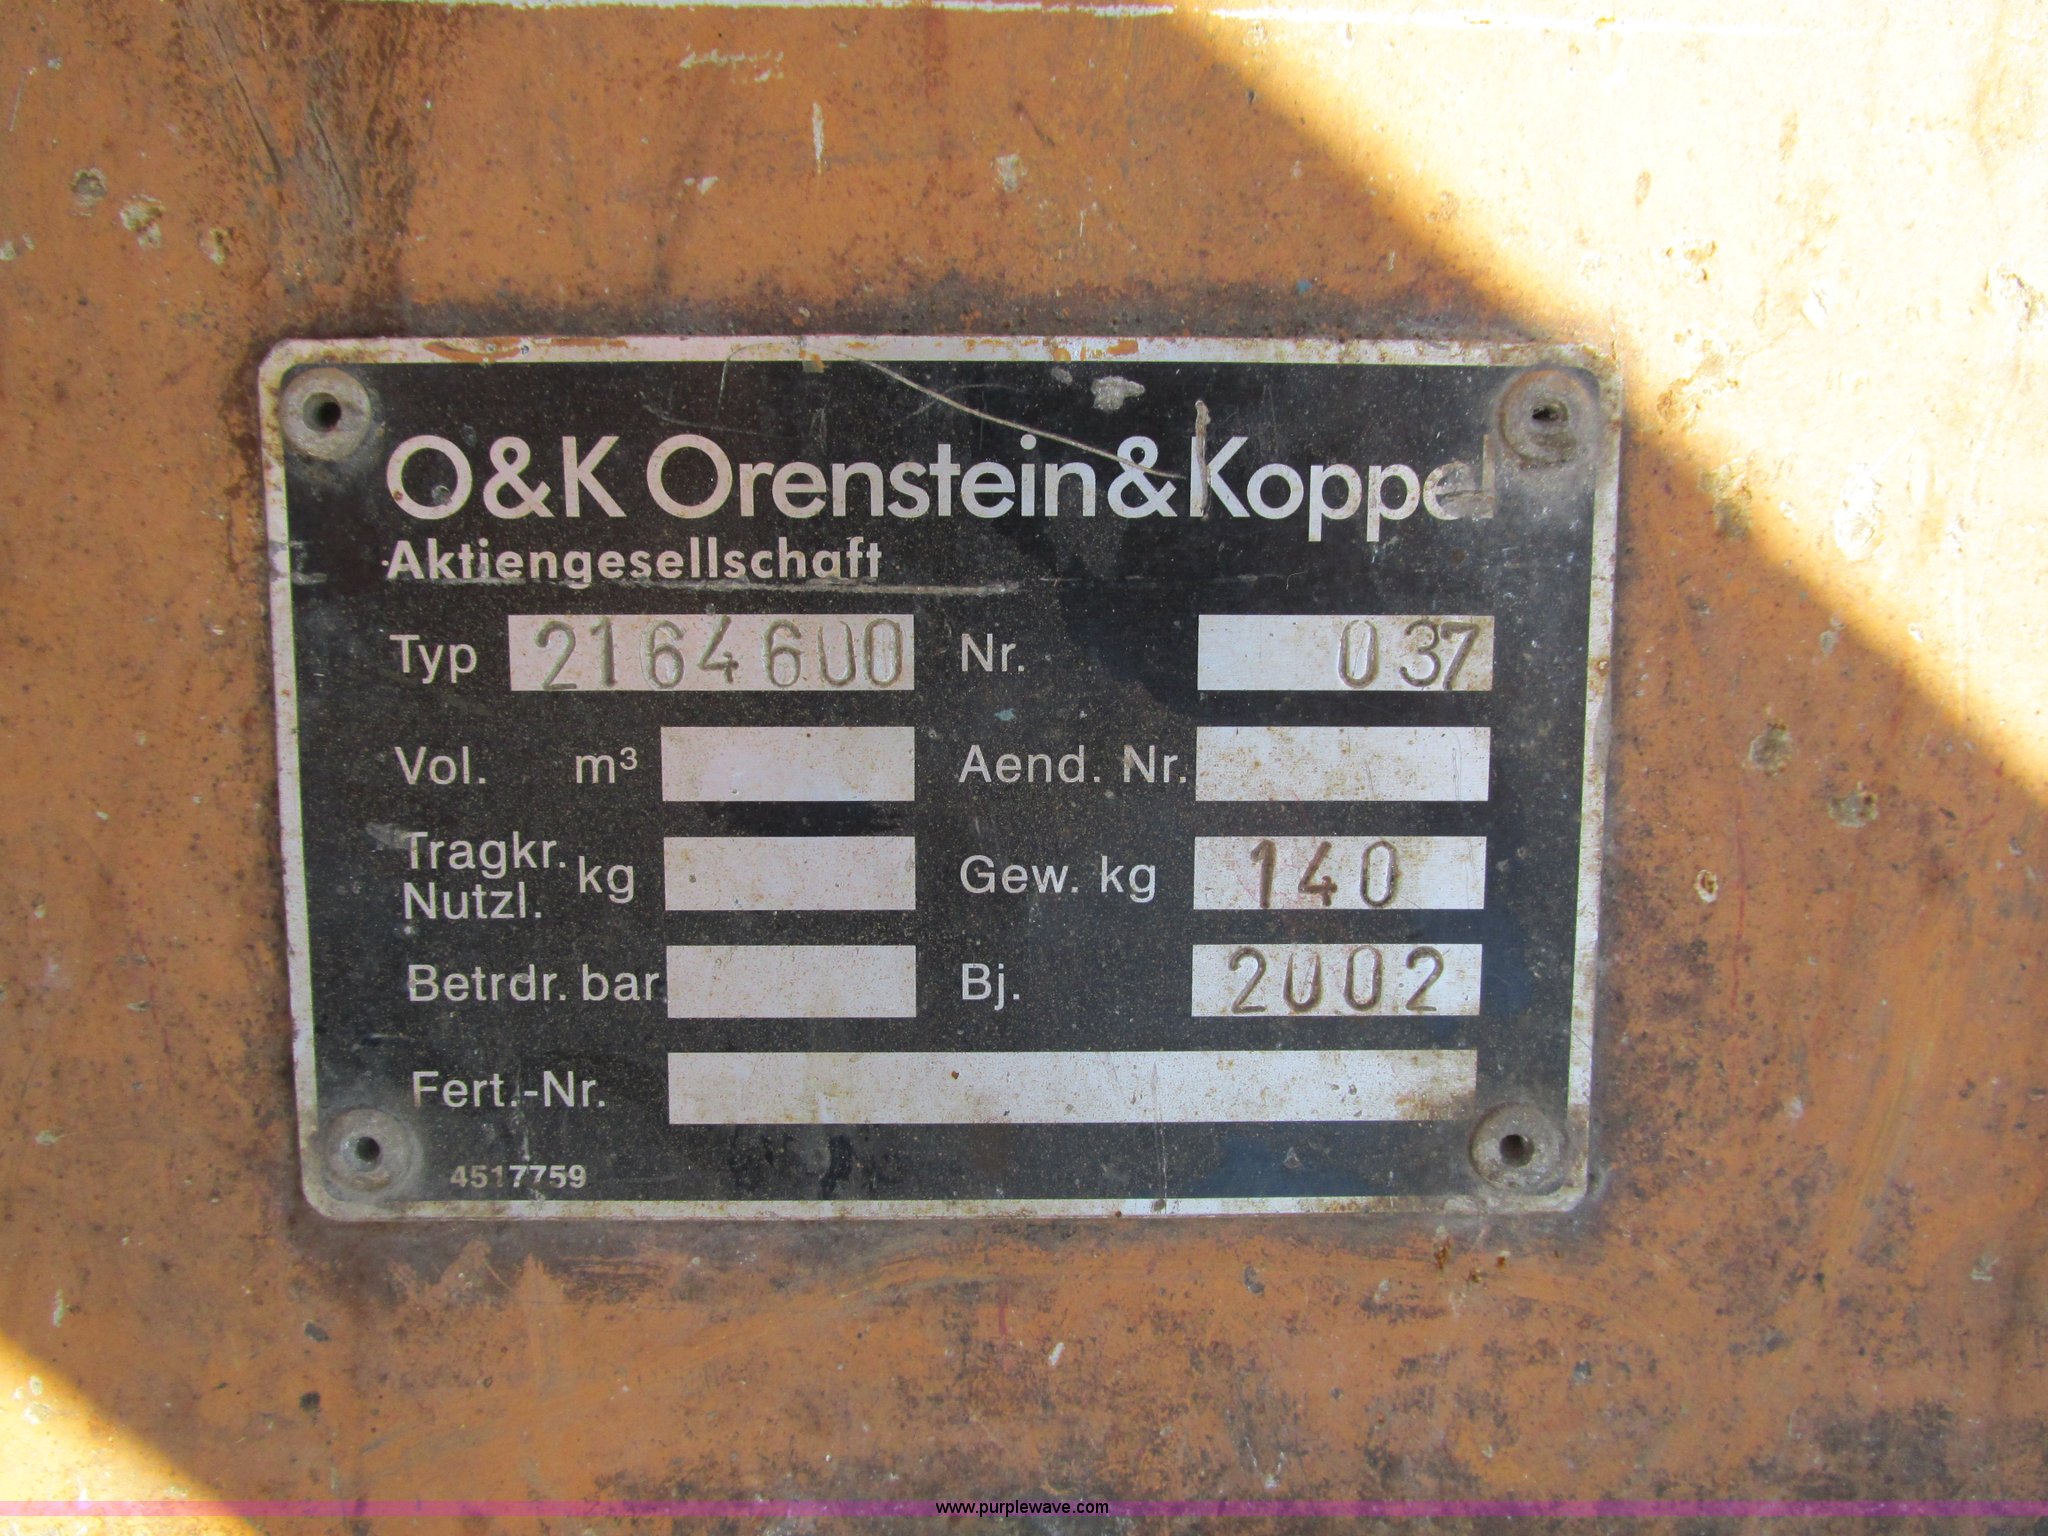 O&K Orenstein&Koppel
Aktiengesellschaft
Typ 2164600 Nr. 037
Vol. m³ Aend. Nr.
Tragkr. Nutzl. kg Gew. kg 140
Betrdr. bar Bj. 2002
Fert.-Nr.
4517759
www.purplewave.com